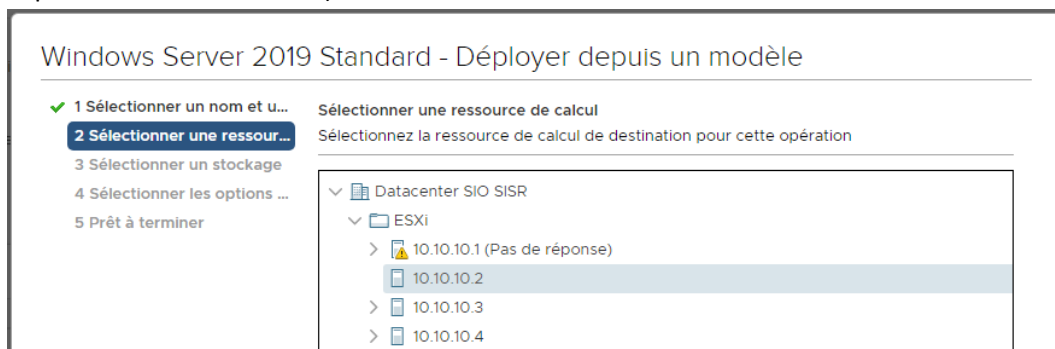 Windows Server 2019 Standard - Déployer depuis un modèle
1 Sélectionner un nom et u...
2 Sélectionner une ressour...
3 Sélectionner un stockage
4 Sélectionner les options ...
5 Prêt à terminer
Sélectionner une ressource de calcul
Sélectionnez la ressource de calcul de destination pour cette opération
Datacenter SIO SISR
ESXi
10.10.10.1 (Pas de réponse)
10.10.10.2
10.10.10.3
10.10.10.4